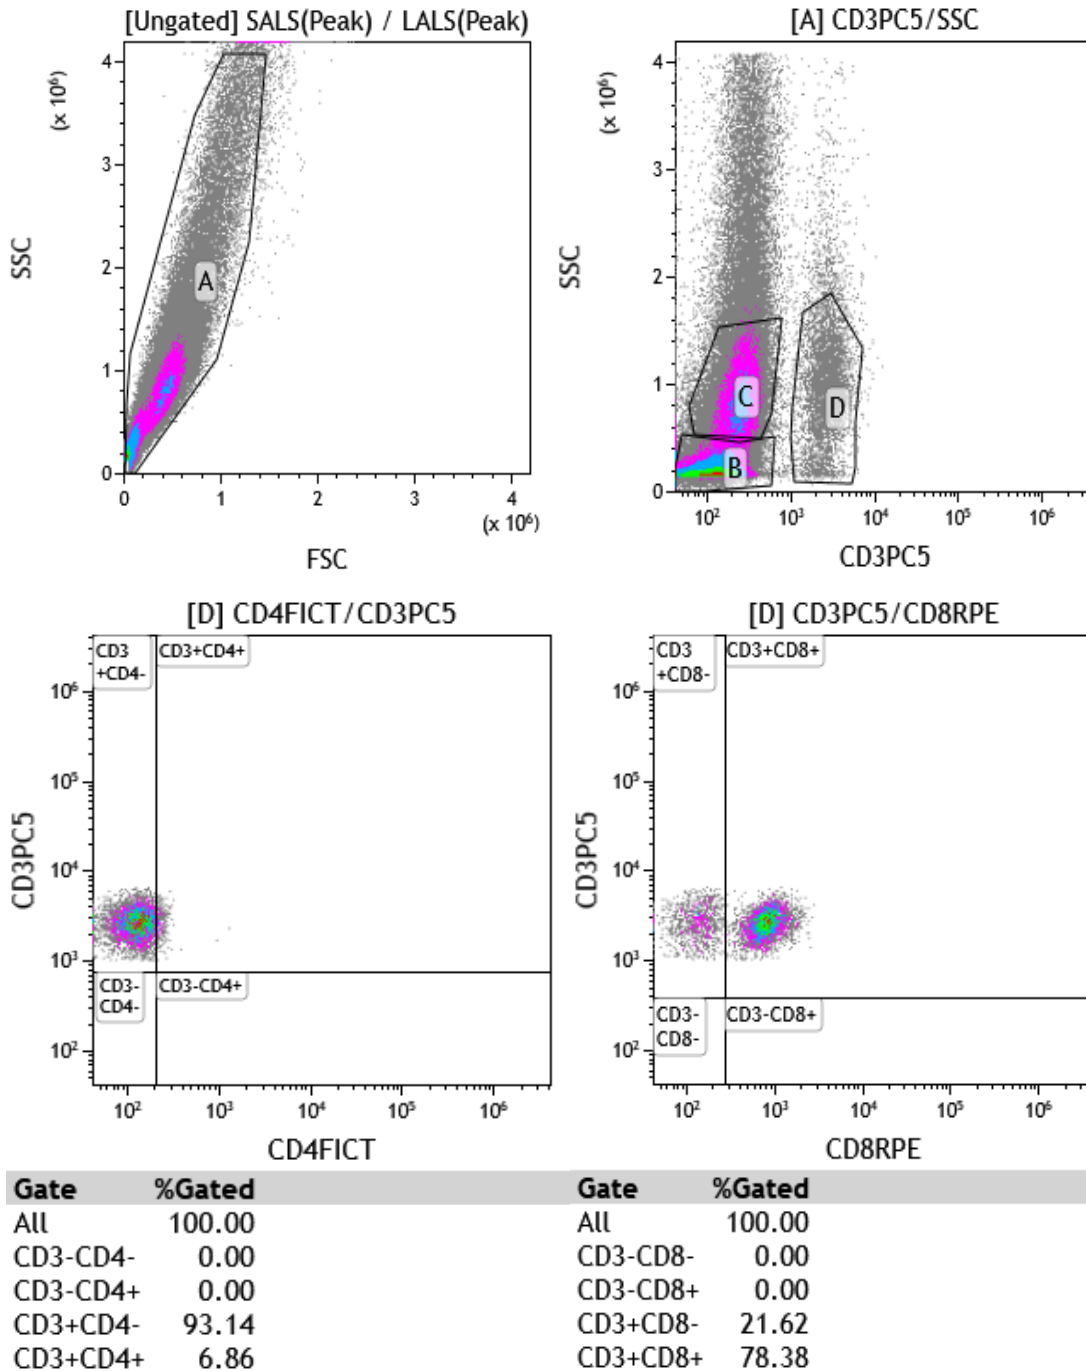 [Ungated] SALS(Peak) / LALS(Peak)
4
3
2
1
0
(x 10⁶)
SSC
A
0
1
2
3
4
(x 10⁶)
FSC
[A] CD3PC5/SSC
4
3
2
1
0
(x 10⁶)
SSC
C
D
B
10²
10³
10⁴
10⁵
10⁶
CD3PC5
[D] CD4FICT/CD3PC5
CD3
+CD4-
CD3+CD4+
10⁶
10⁵
10⁴
10³
10²
CD3PC5
CD3-
CD4-
CD3-CD4+
10²
10³
10⁴
10⁵
10⁶
CD4FICT
[D] CD3PC5/CD8RPE
CD3
+CD8-
CD3+CD8+
10⁶
10⁵
10⁴
10³
10²
CD3PC5
CD3-
CD8-
CD3-CD8+
10²
10³
10⁴
10⁵
10⁶
CD8RPE
Gate %Gated
All 100.00
CD3-CD4- 0.00
CD3-CD4+ 0.00
CD3+CD4- 93.14
CD3+CD4+ 6.86
Gate %Gated
All 100.00
CD3-CD8- 0.00
CD3-CD8+ 0.00
CD3+CD8- 21.62
CD3+CD8+ 78.38